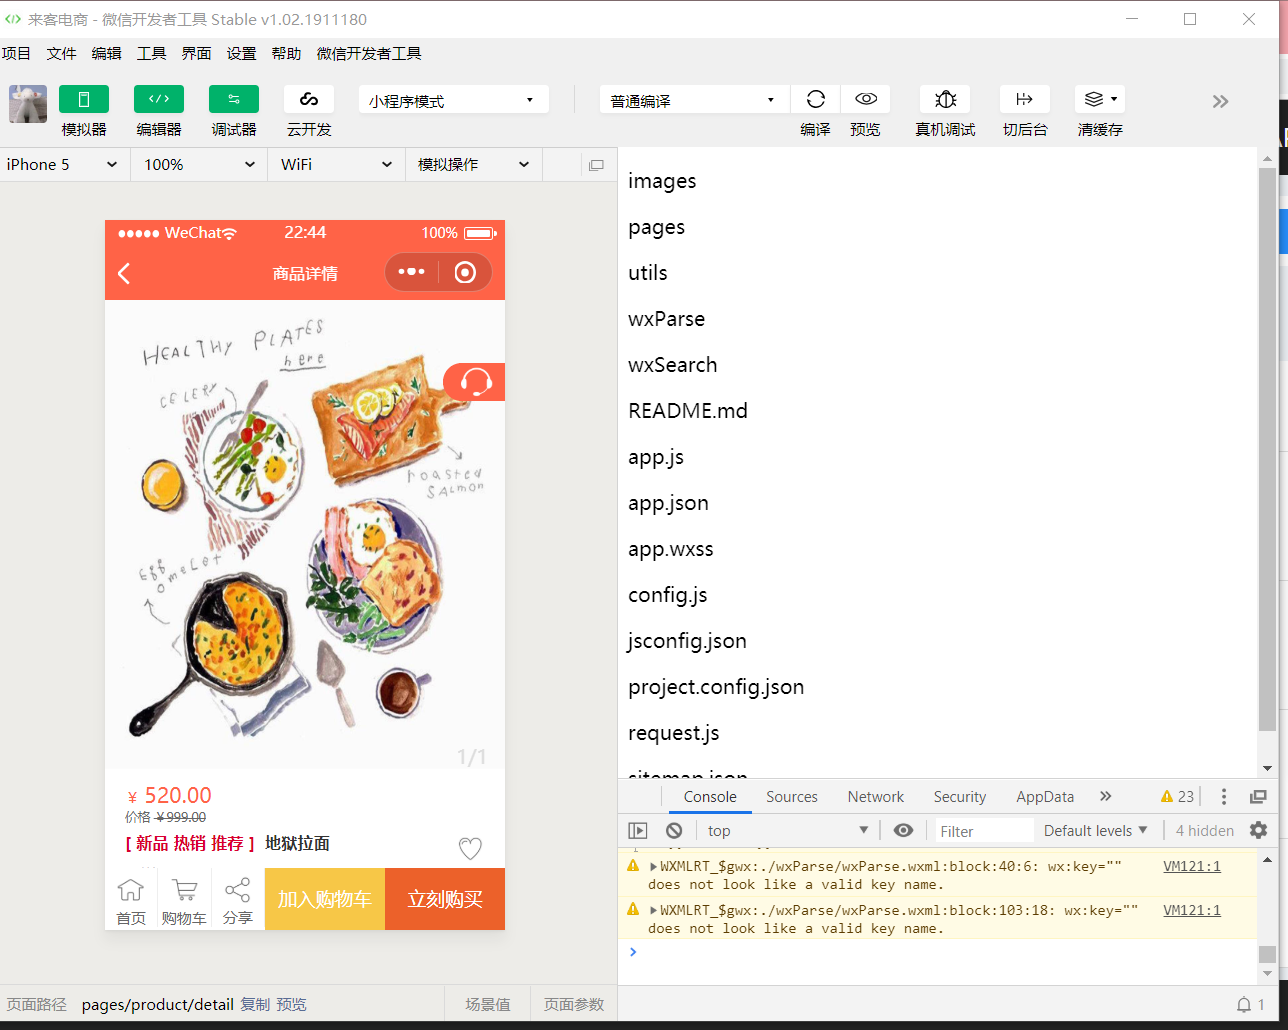 来客电商 - 微信开发者工具 Stable v1.02.1911180
项目 文件 编辑 工具 界面 设置 帮助 微信开发者工具
小程序模式 普通编译
模拟器 编辑器 调试器 云开发 编译 预览 真机调试 切后台 清缓存
iPhone 5 100% WiFi 模拟操作
WeChat 22:44 100%
商品详情
HEALTHY PLATES
here
CELERY
roasted
SALMON
Egg
omelet
1/1
¥ 520.00
价格 ¥ 999.00
[ 新品 热销 推荐 ] 地狱拉面
首页 购物车 分享 加入购物车 立刻购买
页面路径 pages/product/detail 复制 预览 场景值 页面参数
images
pages
utils
wxParse
wxSearch
README.md
app.js
app.json
app.wxss
config.js
jsconfig.json
project.config.json
request.js
sitemap.json
Console Sources Network Security AppData 23
top Filter Default levels 4 hidden
WXMLRT_$gwx:./wxParse/wxParse.wxml:block:40:6: wx:key="" VM121:1
does not look like a valid key name.
WXMLRT_$gwx:./wxParse/wxParse.wxml:block:103:18: wx:key="" VM121:1
does not look like a valid key name.
1